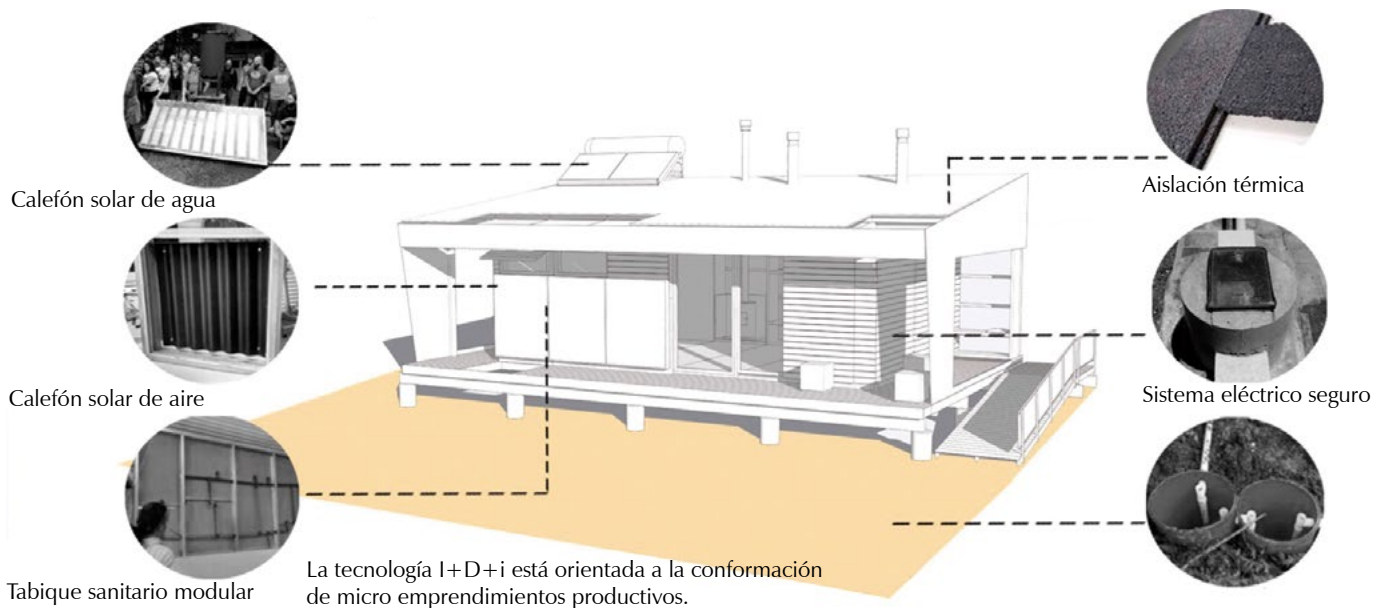 Calefón solar de agua
Aislación térmica
Calefón solar de aire
Sistema eléctrico seguro
Tabique sanitario modular
La tecnología I+D+i está orientada a la conformación
de micro emprendimientos productivos.